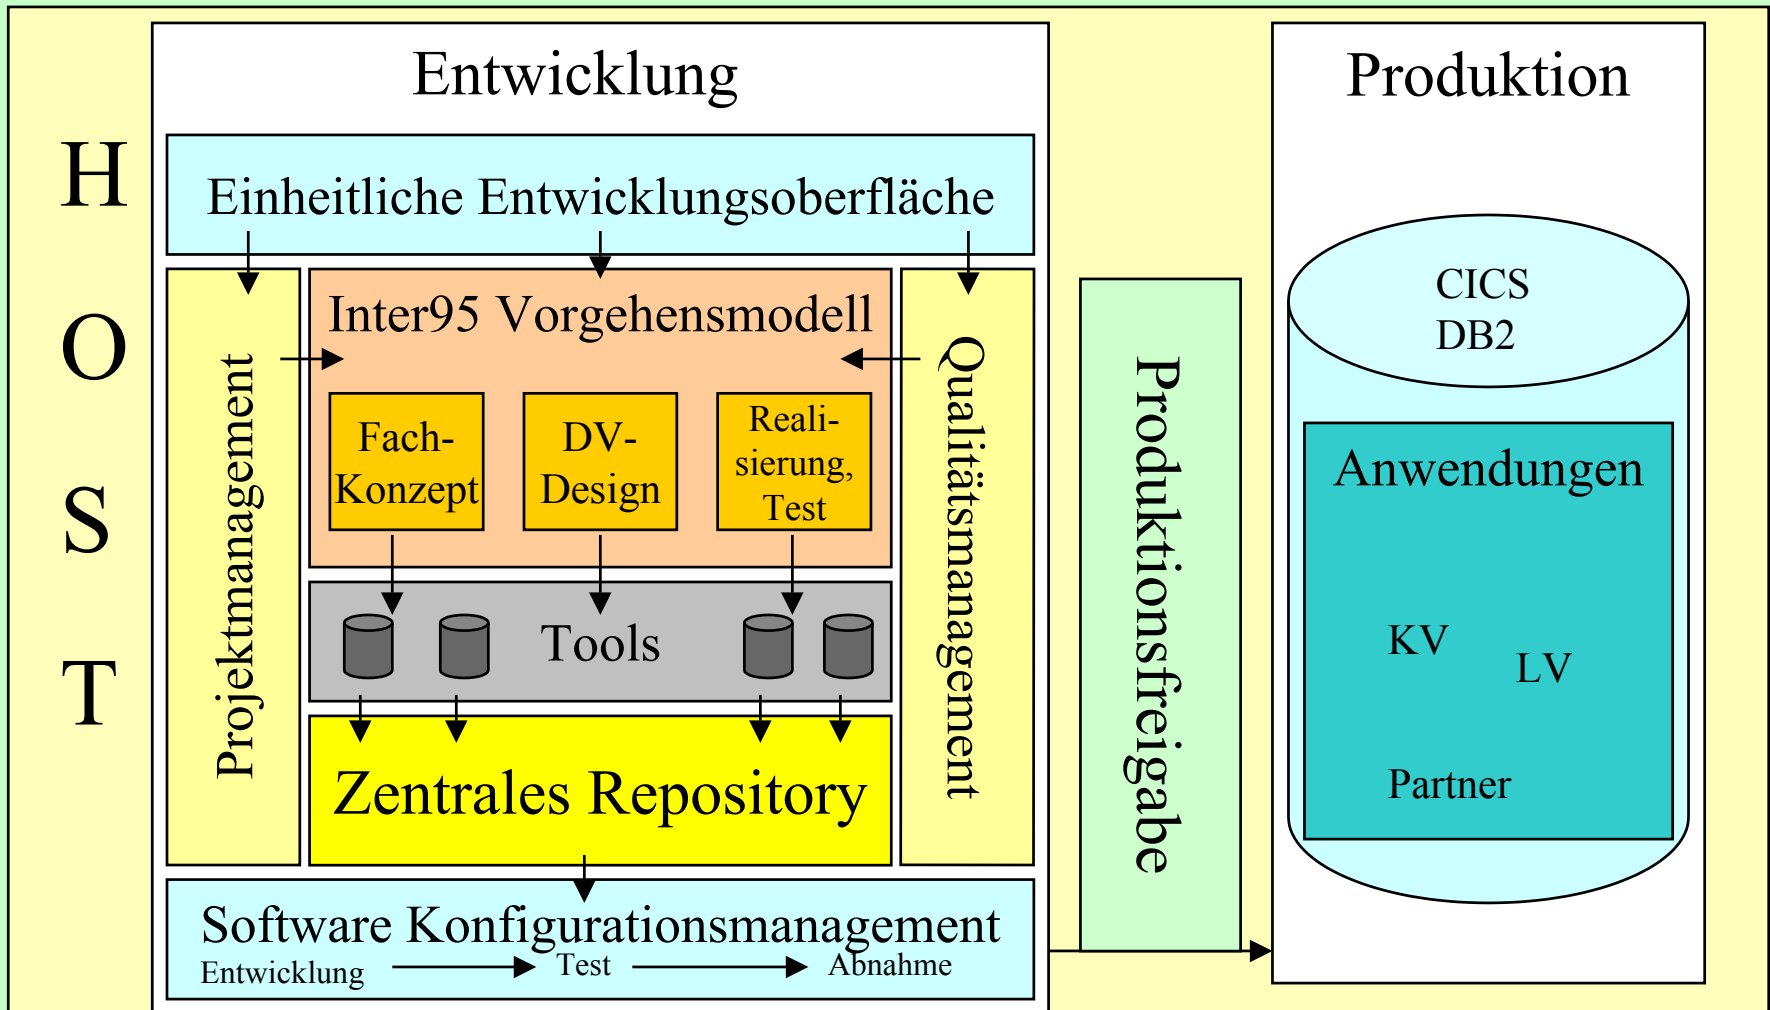 HOST
Entwicklung
Einheitliche Entwicklungsoberfläche
Projektmanagement
Inter95 Vorgehensmodell
Fach-
Konzept
DV-
Design
Reali-
sierung,
Test
Tools
Zentrales Repository
Qualitätsmanagement
Software Konfigurationsmanagement
Entwicklung
Test
Abnahme
Produktionsfreigabe
Produktion
CICS
DB2
Anwendungen
KV
LV
Partner